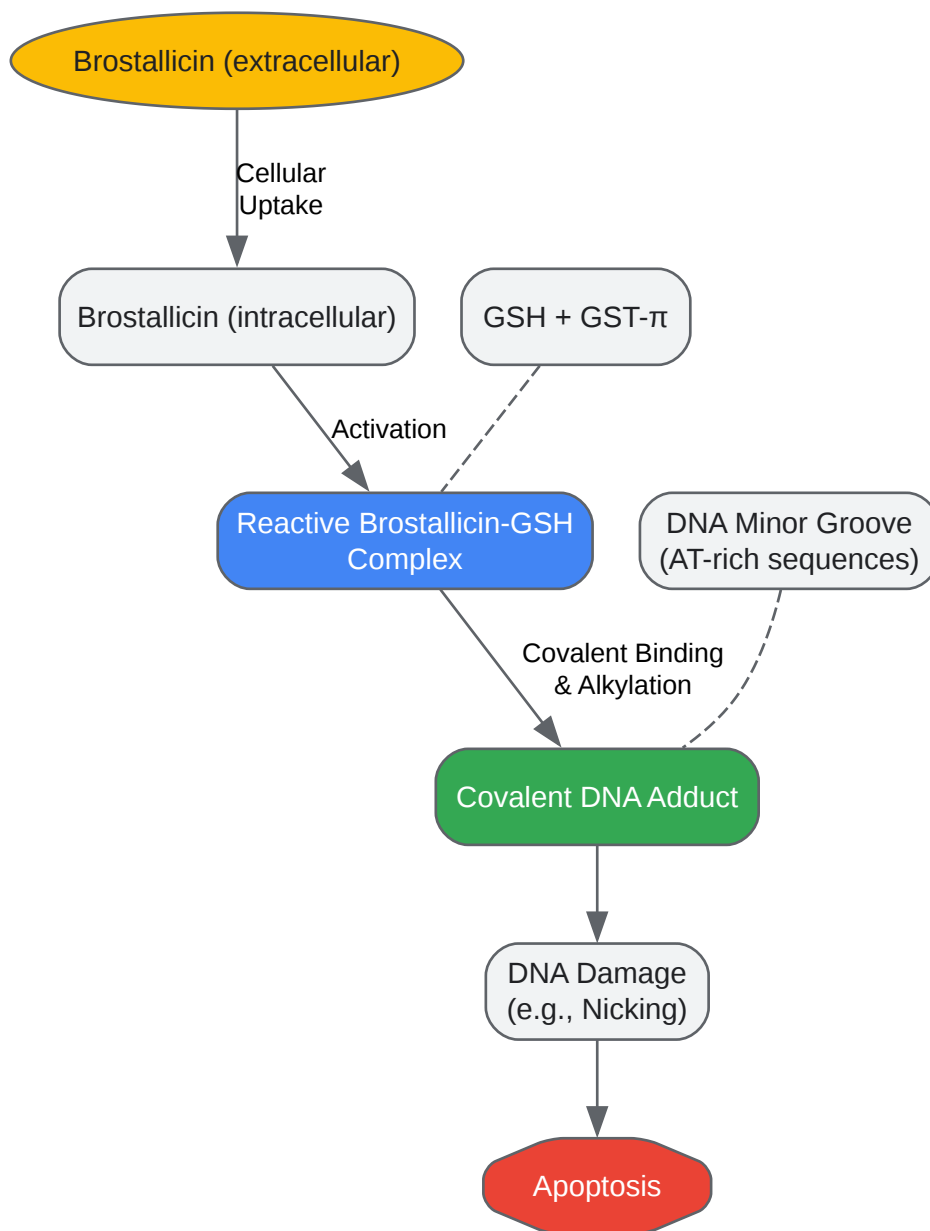 Brostallicin (extracellular)
Cellular
Uptake
Brostallicin (intracellular)
GSH + GST-π
Activation
Reactive Brostallicin-GSH
Complex
DNA Minor Groove
(AT-rich sequences)
Covalent Binding
& Alkylation
Covalent DNA Adduct
DNA Damage
(e.g., Nicking)
Apoptosis